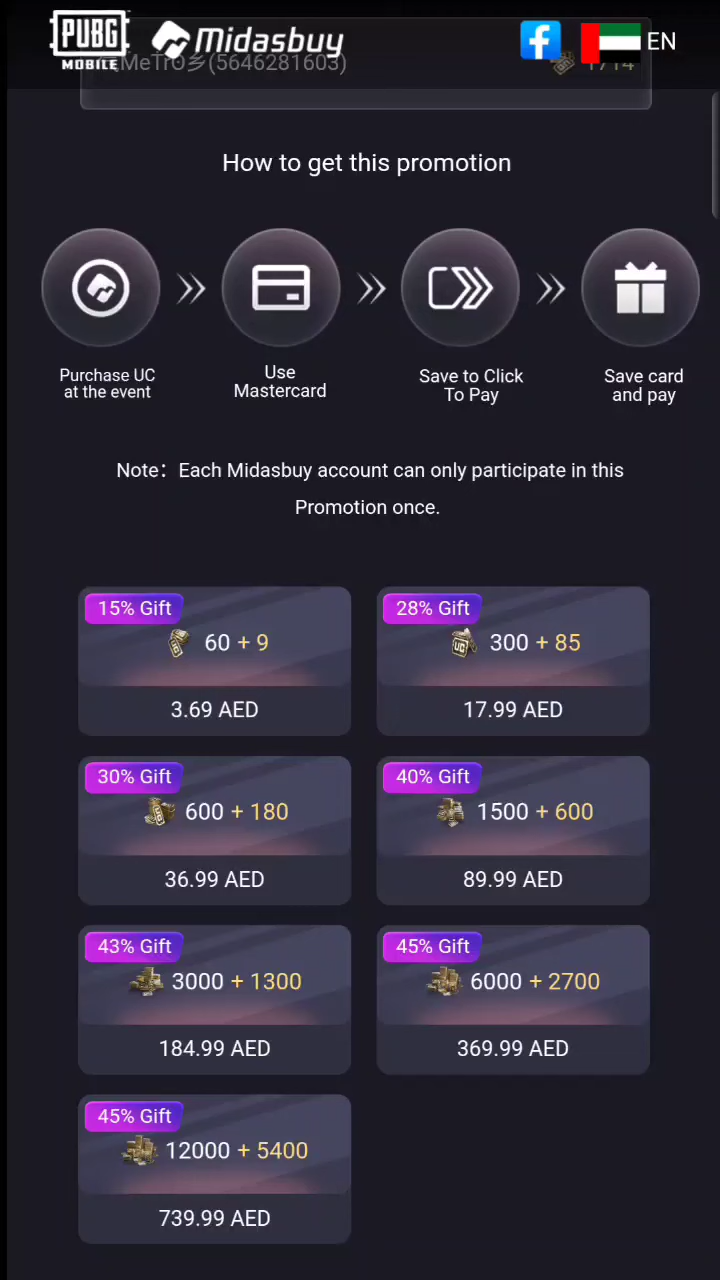 PUBG
MOBILE
Midasbuy
EN
(5646281603)
1714
How to get this promotion
Purchase UC
at the event
Use
Mastercard
Save to Click
To Pay
Save card
and pay
Note： Each Midasbuy account can only participate in this
Promotion once.
15% Gift
60 + 9
3.69 AED
28% Gift
300 + 85
17.99 AED
30% Gift
600 + 180
36.99 AED
40% Gift
1500 + 600
89.99 AED
43% Gift
3000 + 1300
184.99 AED
45% Gift
6000 + 2700
369.99 AED
45% Gift
12000 + 5400
739.99 AED